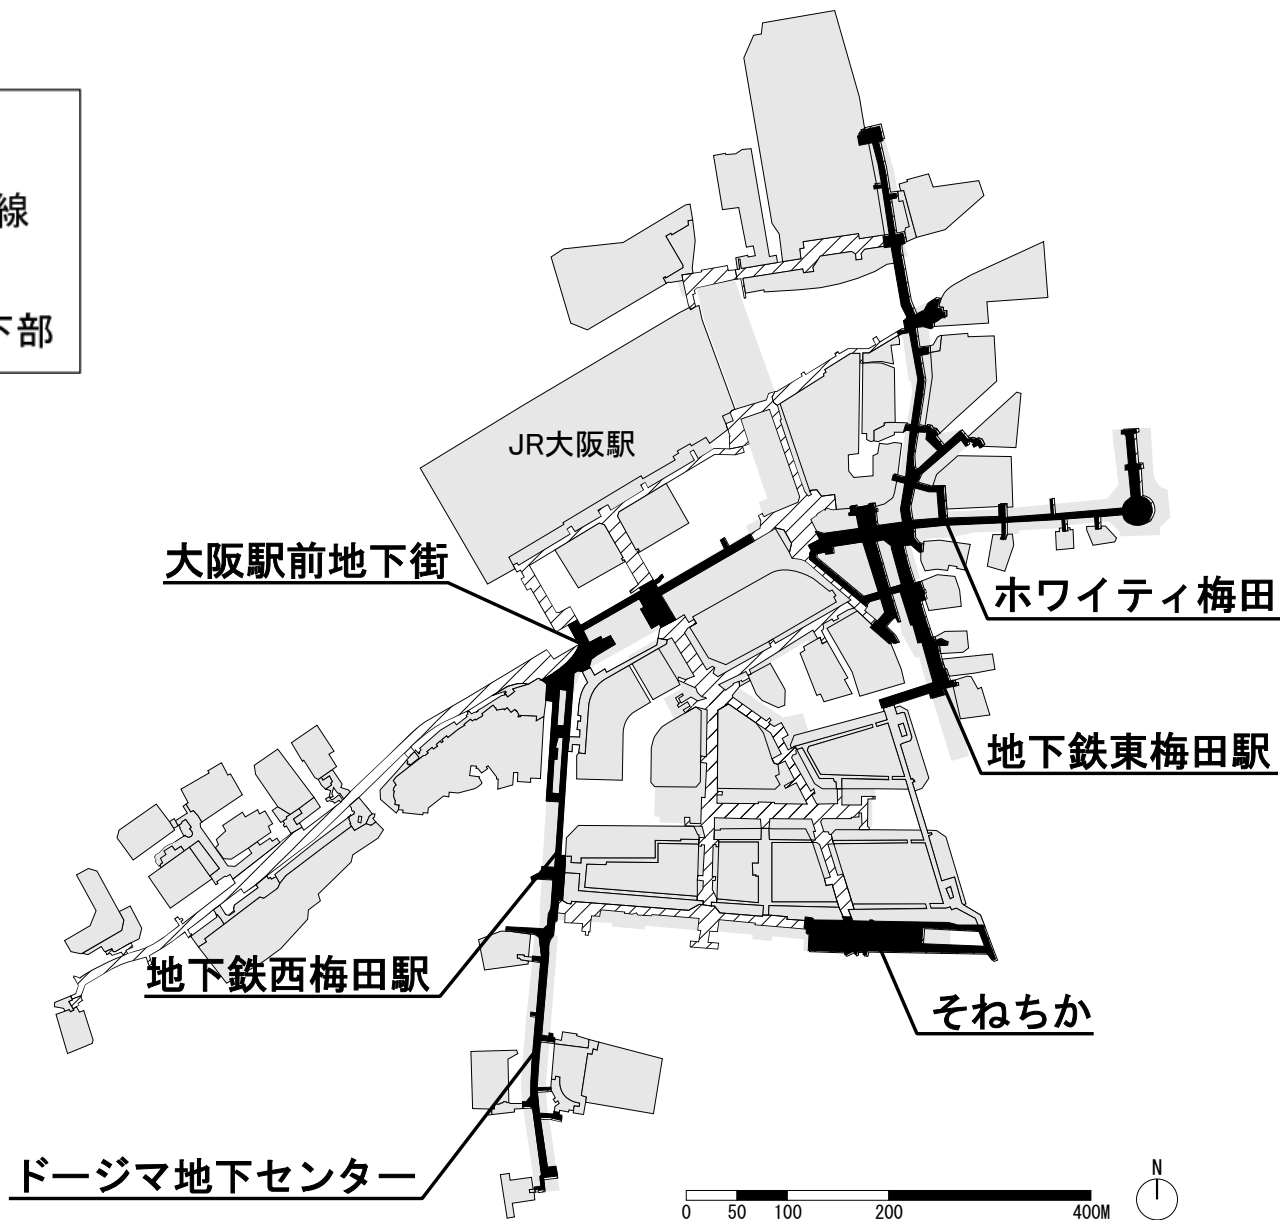 線
下部
JR大阪駅
大阪駅前地下街
ホワイティ梅田
地下鉄東梅田駅
地下鉄西梅田駅
そねちか
ドージマ地下センター
N
0 50 100 200 400M